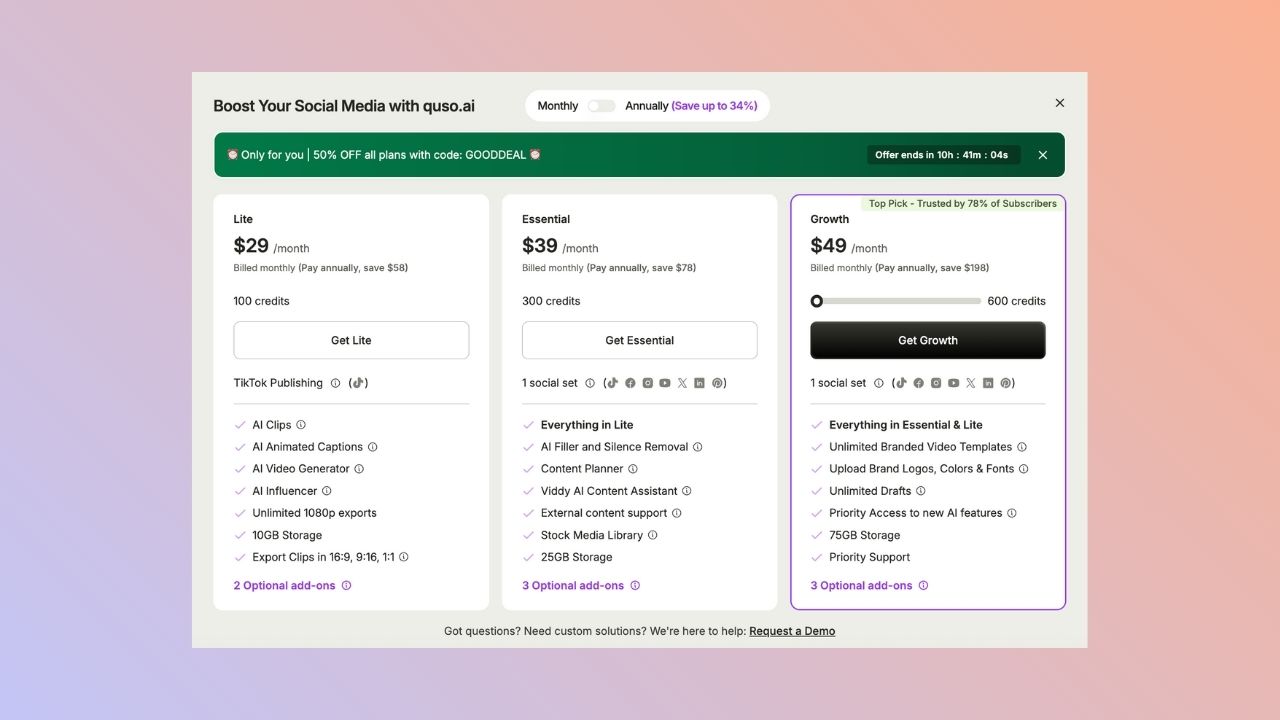 Boost Your Social Media with quso.ai
Monthly
Annually (Save up to 34%)
⏰ Only for you | 50% OFF all plans with code: GOODDEAL ⏰
Offer ends in 10h : 41m : 04s
Lite
$29 /month
Billed monthly (Pay annually, save $58)
100 credits
Get Lite
TikTok Publishing
AI Clips
AI Animated Captions
AI Video Generator
AI Influencer
Unlimited 1080p exports
10GB Storage
Export Clips in 16:9, 9:16, 1:1
2 Optional add-ons
Essential
$39 /month
Billed monthly (Pay annually, save $78)
300 credits
Get Essential
1 social set
Everything in Lite
AI Filler and Silence Removal
Content Planner
Viddy AI Content Assistant
External content support
Stock Media Library
25GB Storage
3 Optional add-ons
Top Pick - Trusted by 78% of Subscribers
Growth
$49 /month
Billed monthly (Pay annually, save $198)
600 credits
Get Growth
1 social set
Everything in Essential & Lite
Unlimited Branded Video Templates
Upload Brand Logos, Colors & Fonts
Unlimited Drafts
Priority Access to new AI features
75GB Storage
Priority Support
3 Optional add-ons
Got questions? Need custom solutions? We're here to help: Request a Demo